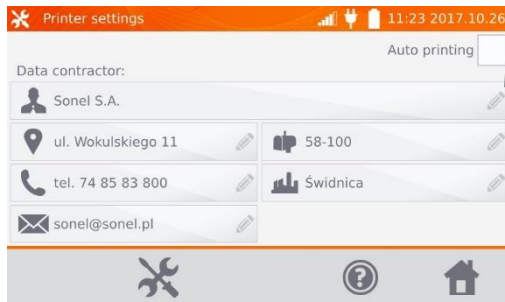 Printer settings 11:23 2017.10.26
Auto printing
Data contractor:
Sonel S.A.
ul. Wokulskiego 11 58-100
tel. 74 85 83 800 Świdnica
sonel@sonel.pl